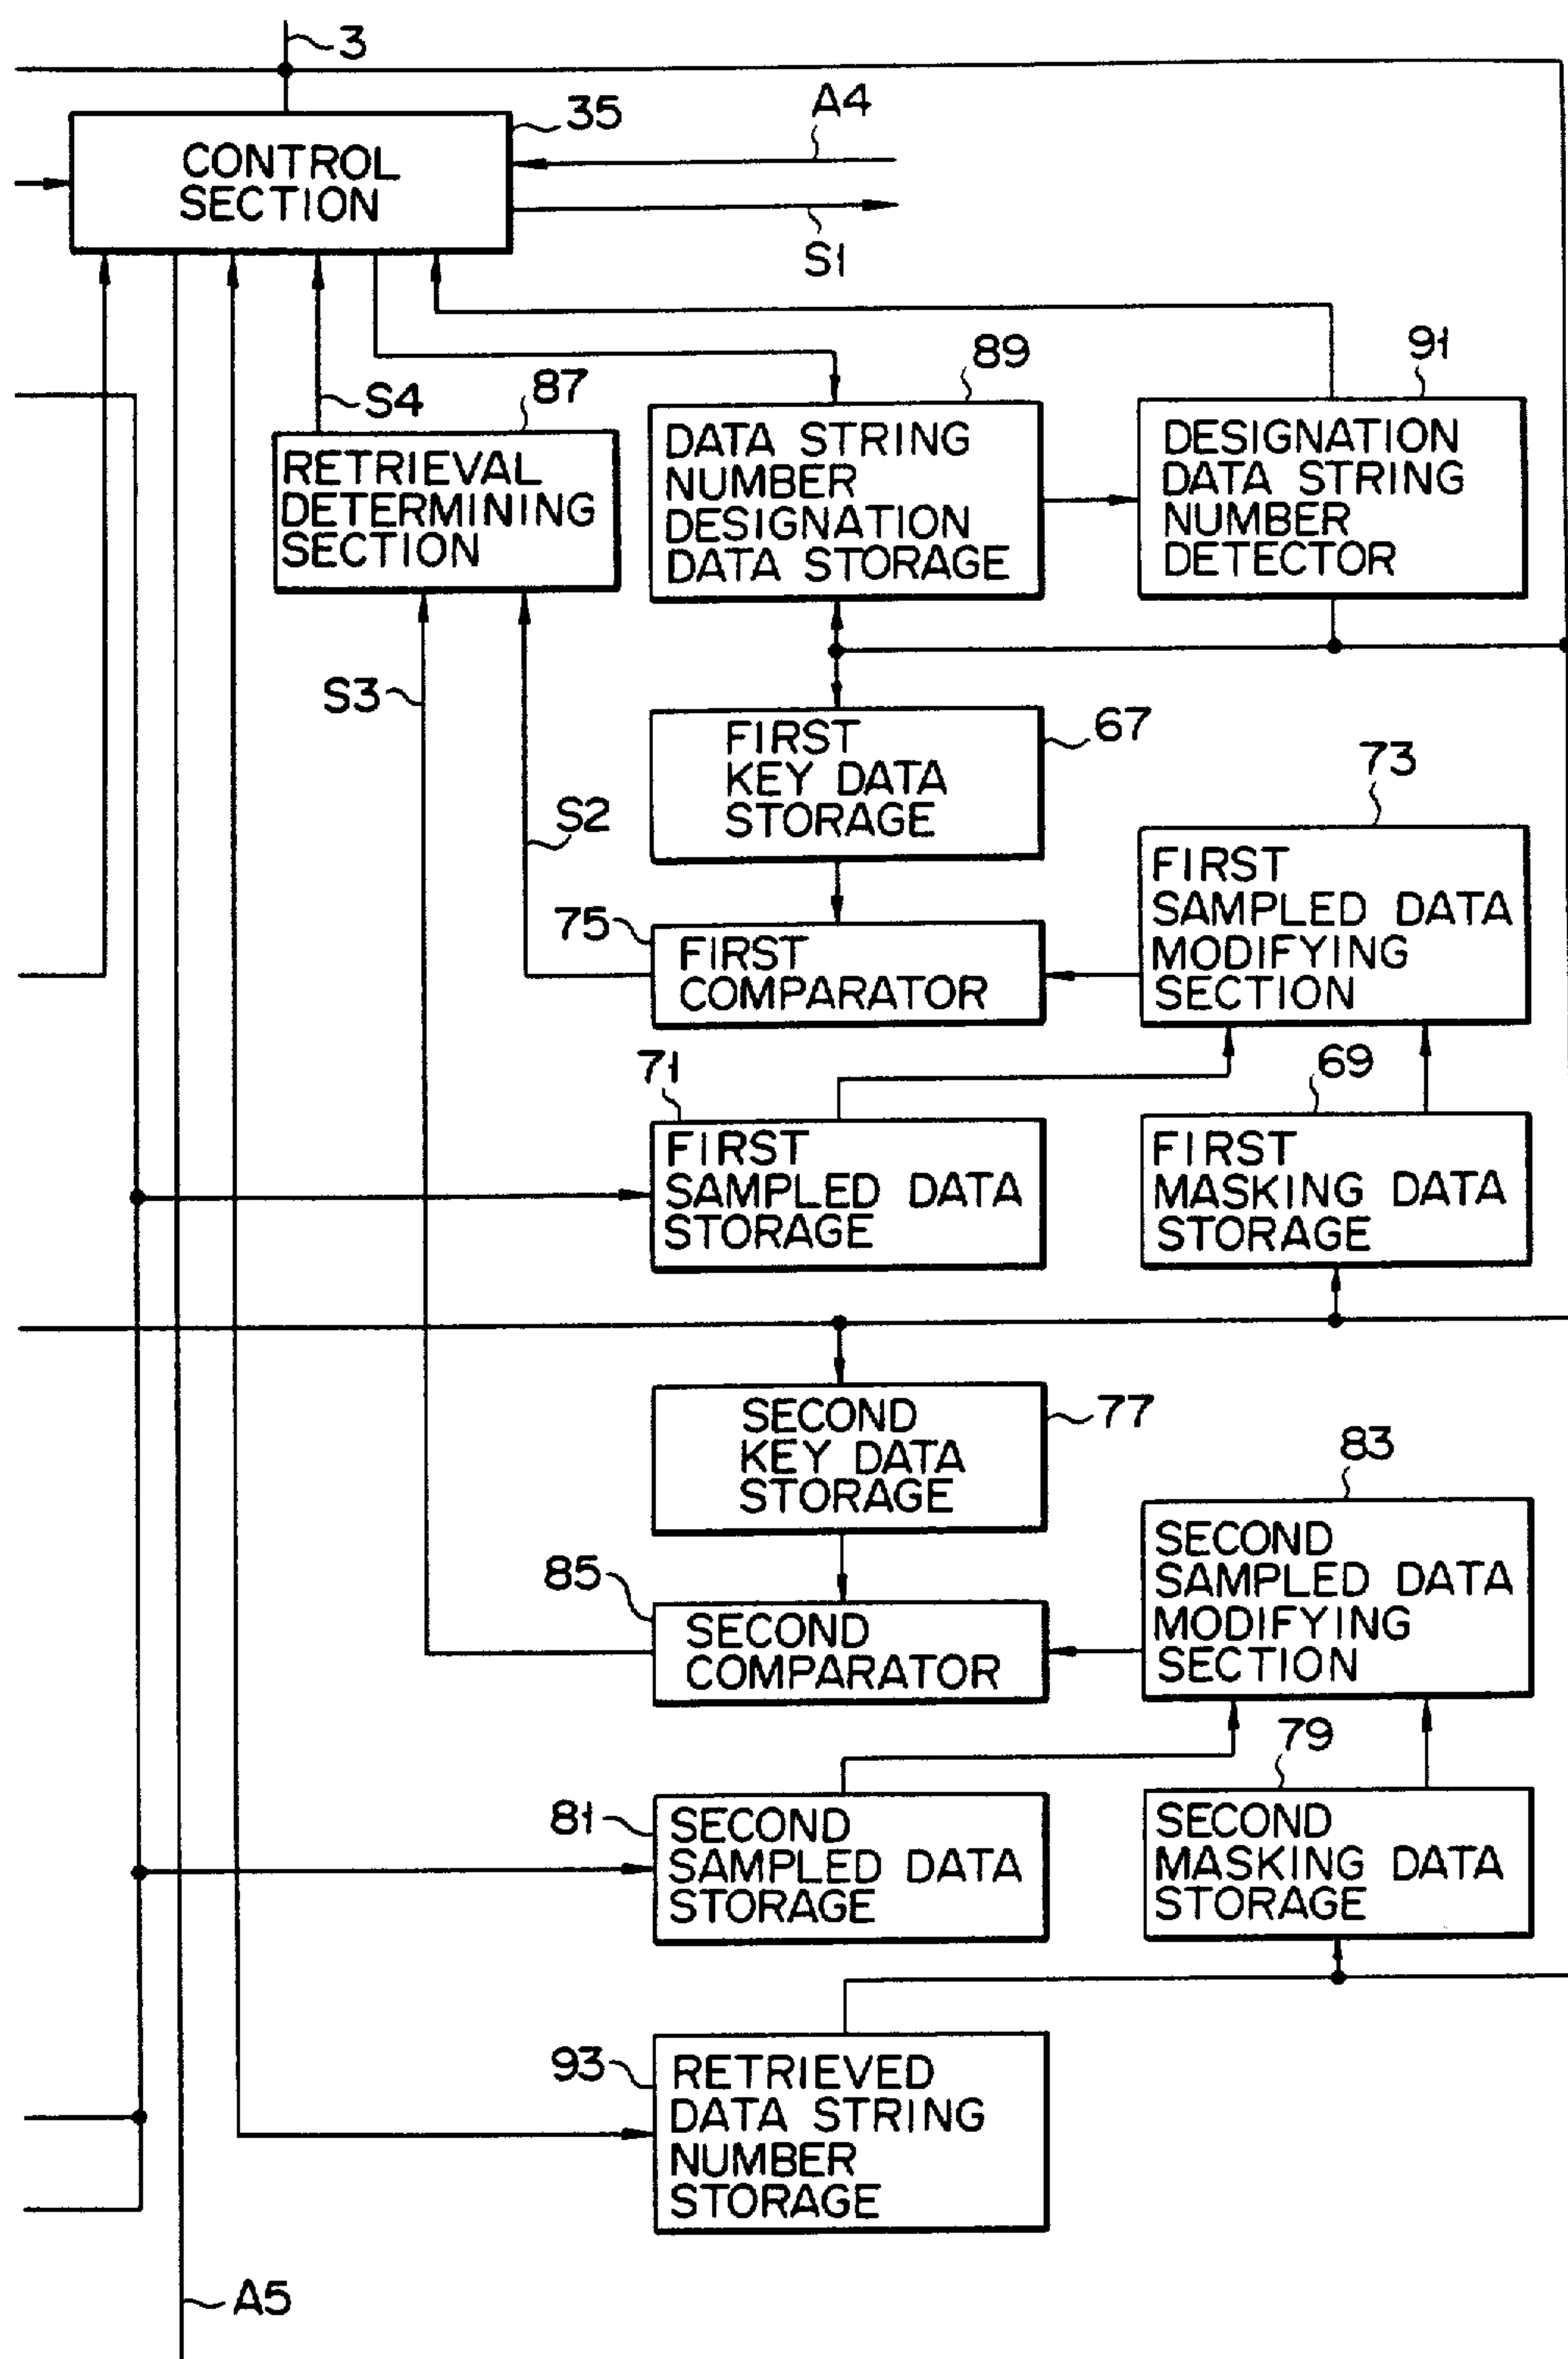 3
35
CONTROL
SECTION
A4
S1
S4
87
RETRIEVAL
DETERMINING
SECTION
89
DATA STRING
NUMBER
DESIGNATION
DATA STORAGE
91
DESIGNATION
DATA STRING
NUMBER
DETECTOR
S3
S2
67
FIRST
KEY DATA
STORAGE
73
FIRST
SAMPLED DATA
MODIFYING
SECTION
75
FIRST
COMPARATOR
71
FIRST
SAMPLED DATA
STORAGE
69
FIRST
MASKING DATA
STORAGE
77
SECOND
KEY DATA
STORAGE
83
SECOND
SAMPLED DATA
MODIFYING
SECTION
85
SECOND
COMPARATOR
79
SECOND
MASKING DATA
STORAGE
81
SECOND
SAMPLED DATA
STORAGE
93
RETRIEVED
DATA STRING
NUMBER
STORAGE
A5